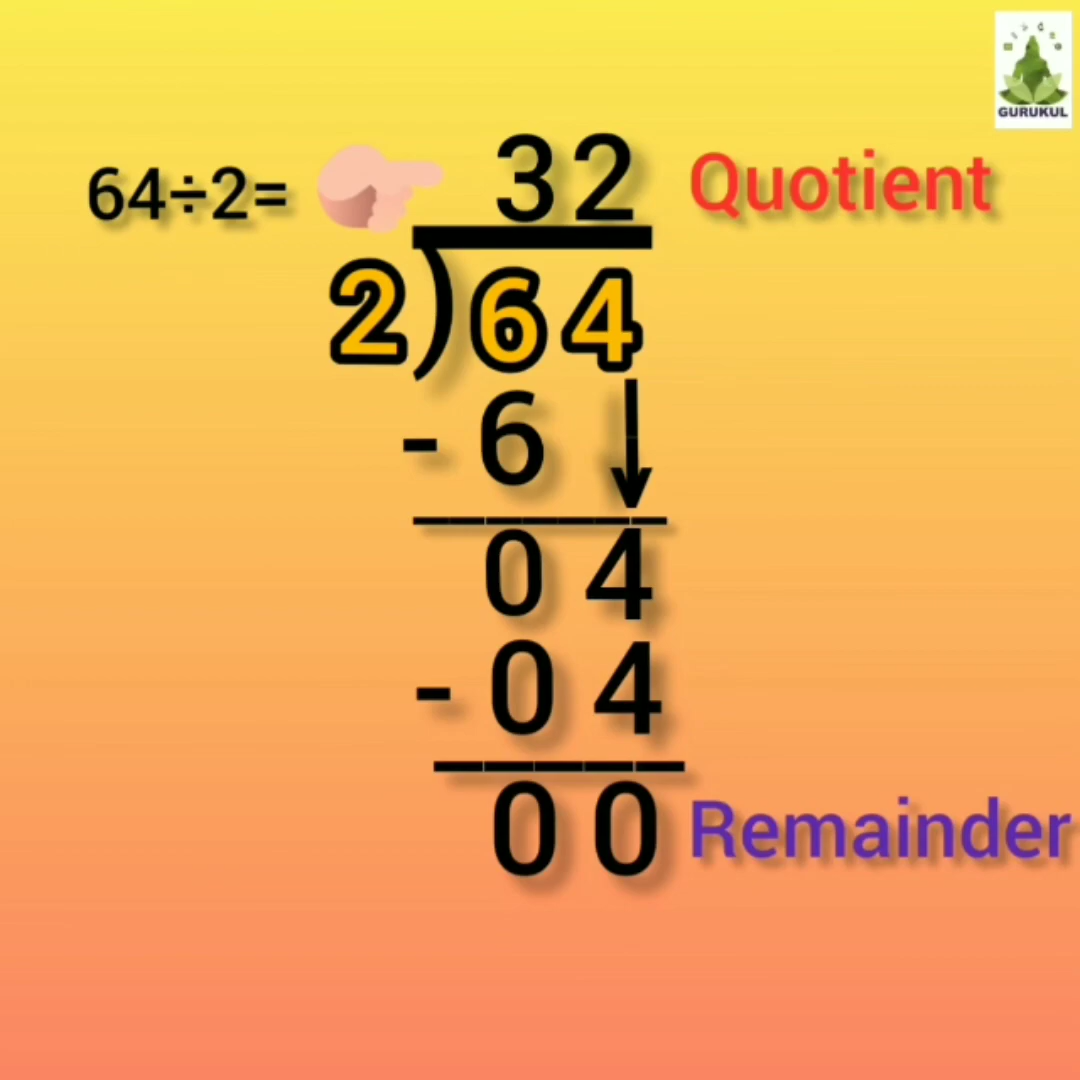 GURUKUL
64÷2= 32 Quotient
2)64
- 6
04
- 04
00 Remainder